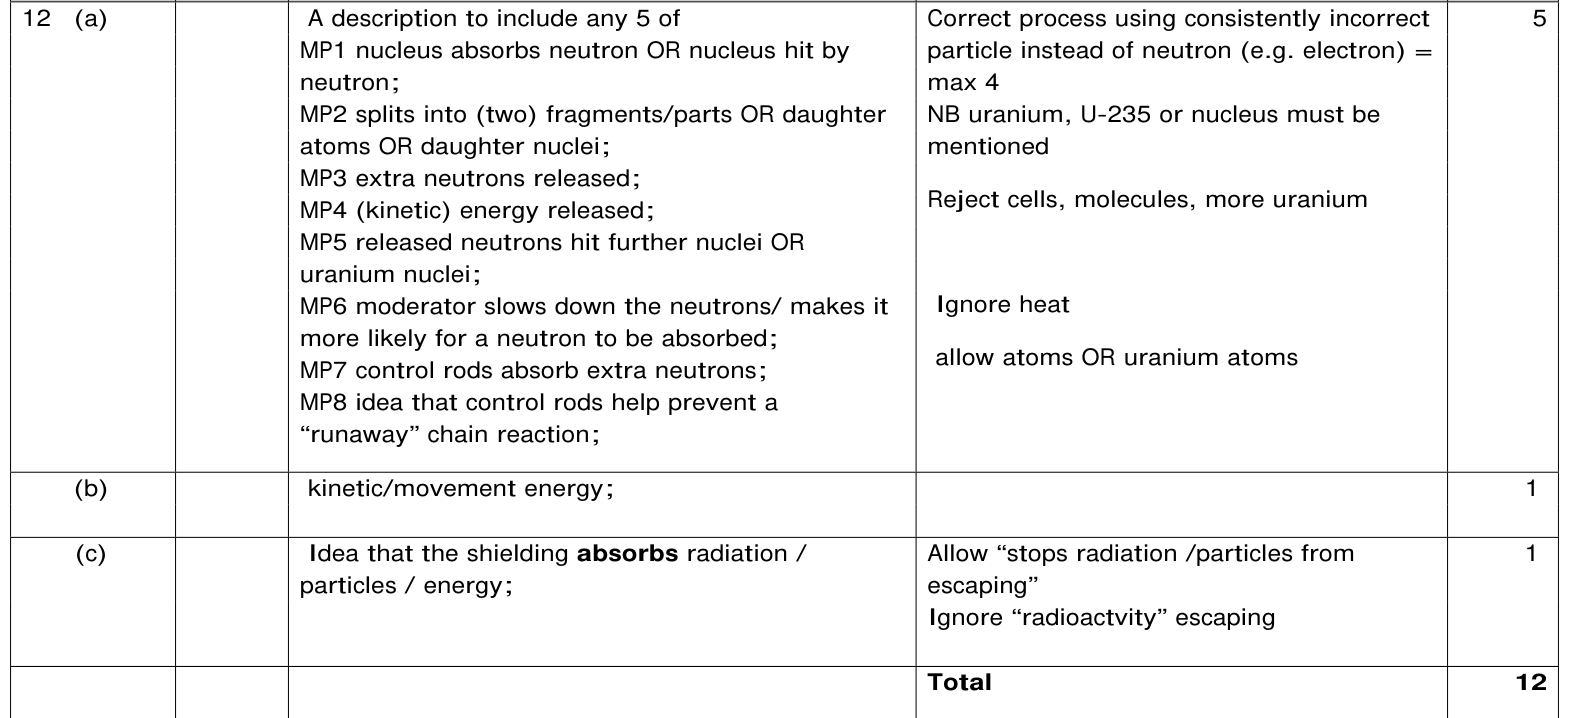 12 (a) A description to include any 5 of
MP1 nucleus absorbs neutron OR nucleus hit by
neutron;
MP2 splits into (two) fragments/parts OR daughter
atoms OR daughter nuclei;
MP3 extra neutrons released;
MP4 (kinetic) energy released;
MP5 released neutrons hit further nuclei OR
uranium nuclei;
MP6 moderator slows down the neutrons/ makes it
more likely for a neutron to be absorbed;
MP7 control rods absorb extra neutrons;
MP8 idea that control rods help prevent a
“runaway” chain reaction;
Correct process using consistently incorrect
particle instead of neutron (e.g. electron) =
max 4
NB uranium, U-235 or nucleus must be
mentioned
Reject cells, molecules, more uranium
Ignore heat
allow atoms OR uranium atoms
5
(b) kinetic/movement energy; 1
(c) Idea that the shielding absorbs radiation /
particles / energy;
Allow “stops radiation /particles from
escaping”
Ignore “radioactvity” escaping
1
Total 12